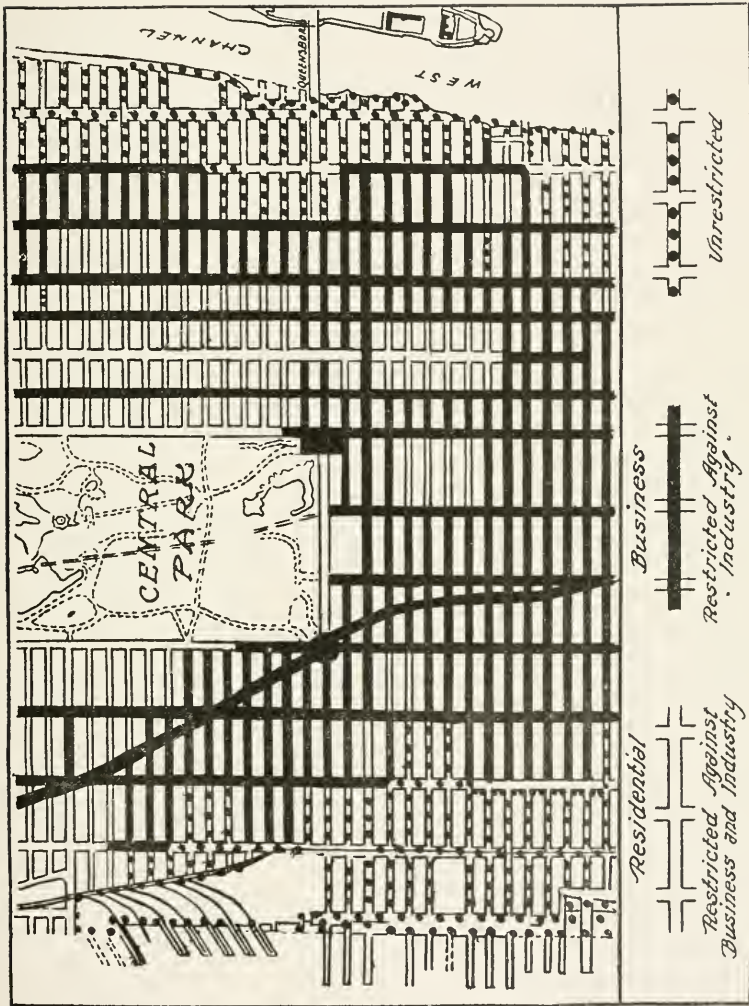 CHANNEL
WEST
QUEENSBORO
CENTRAL
PARK
Residential
Restricted Against
Business and Industry
Business
Restricted Against
"Industry"
Unrestricted